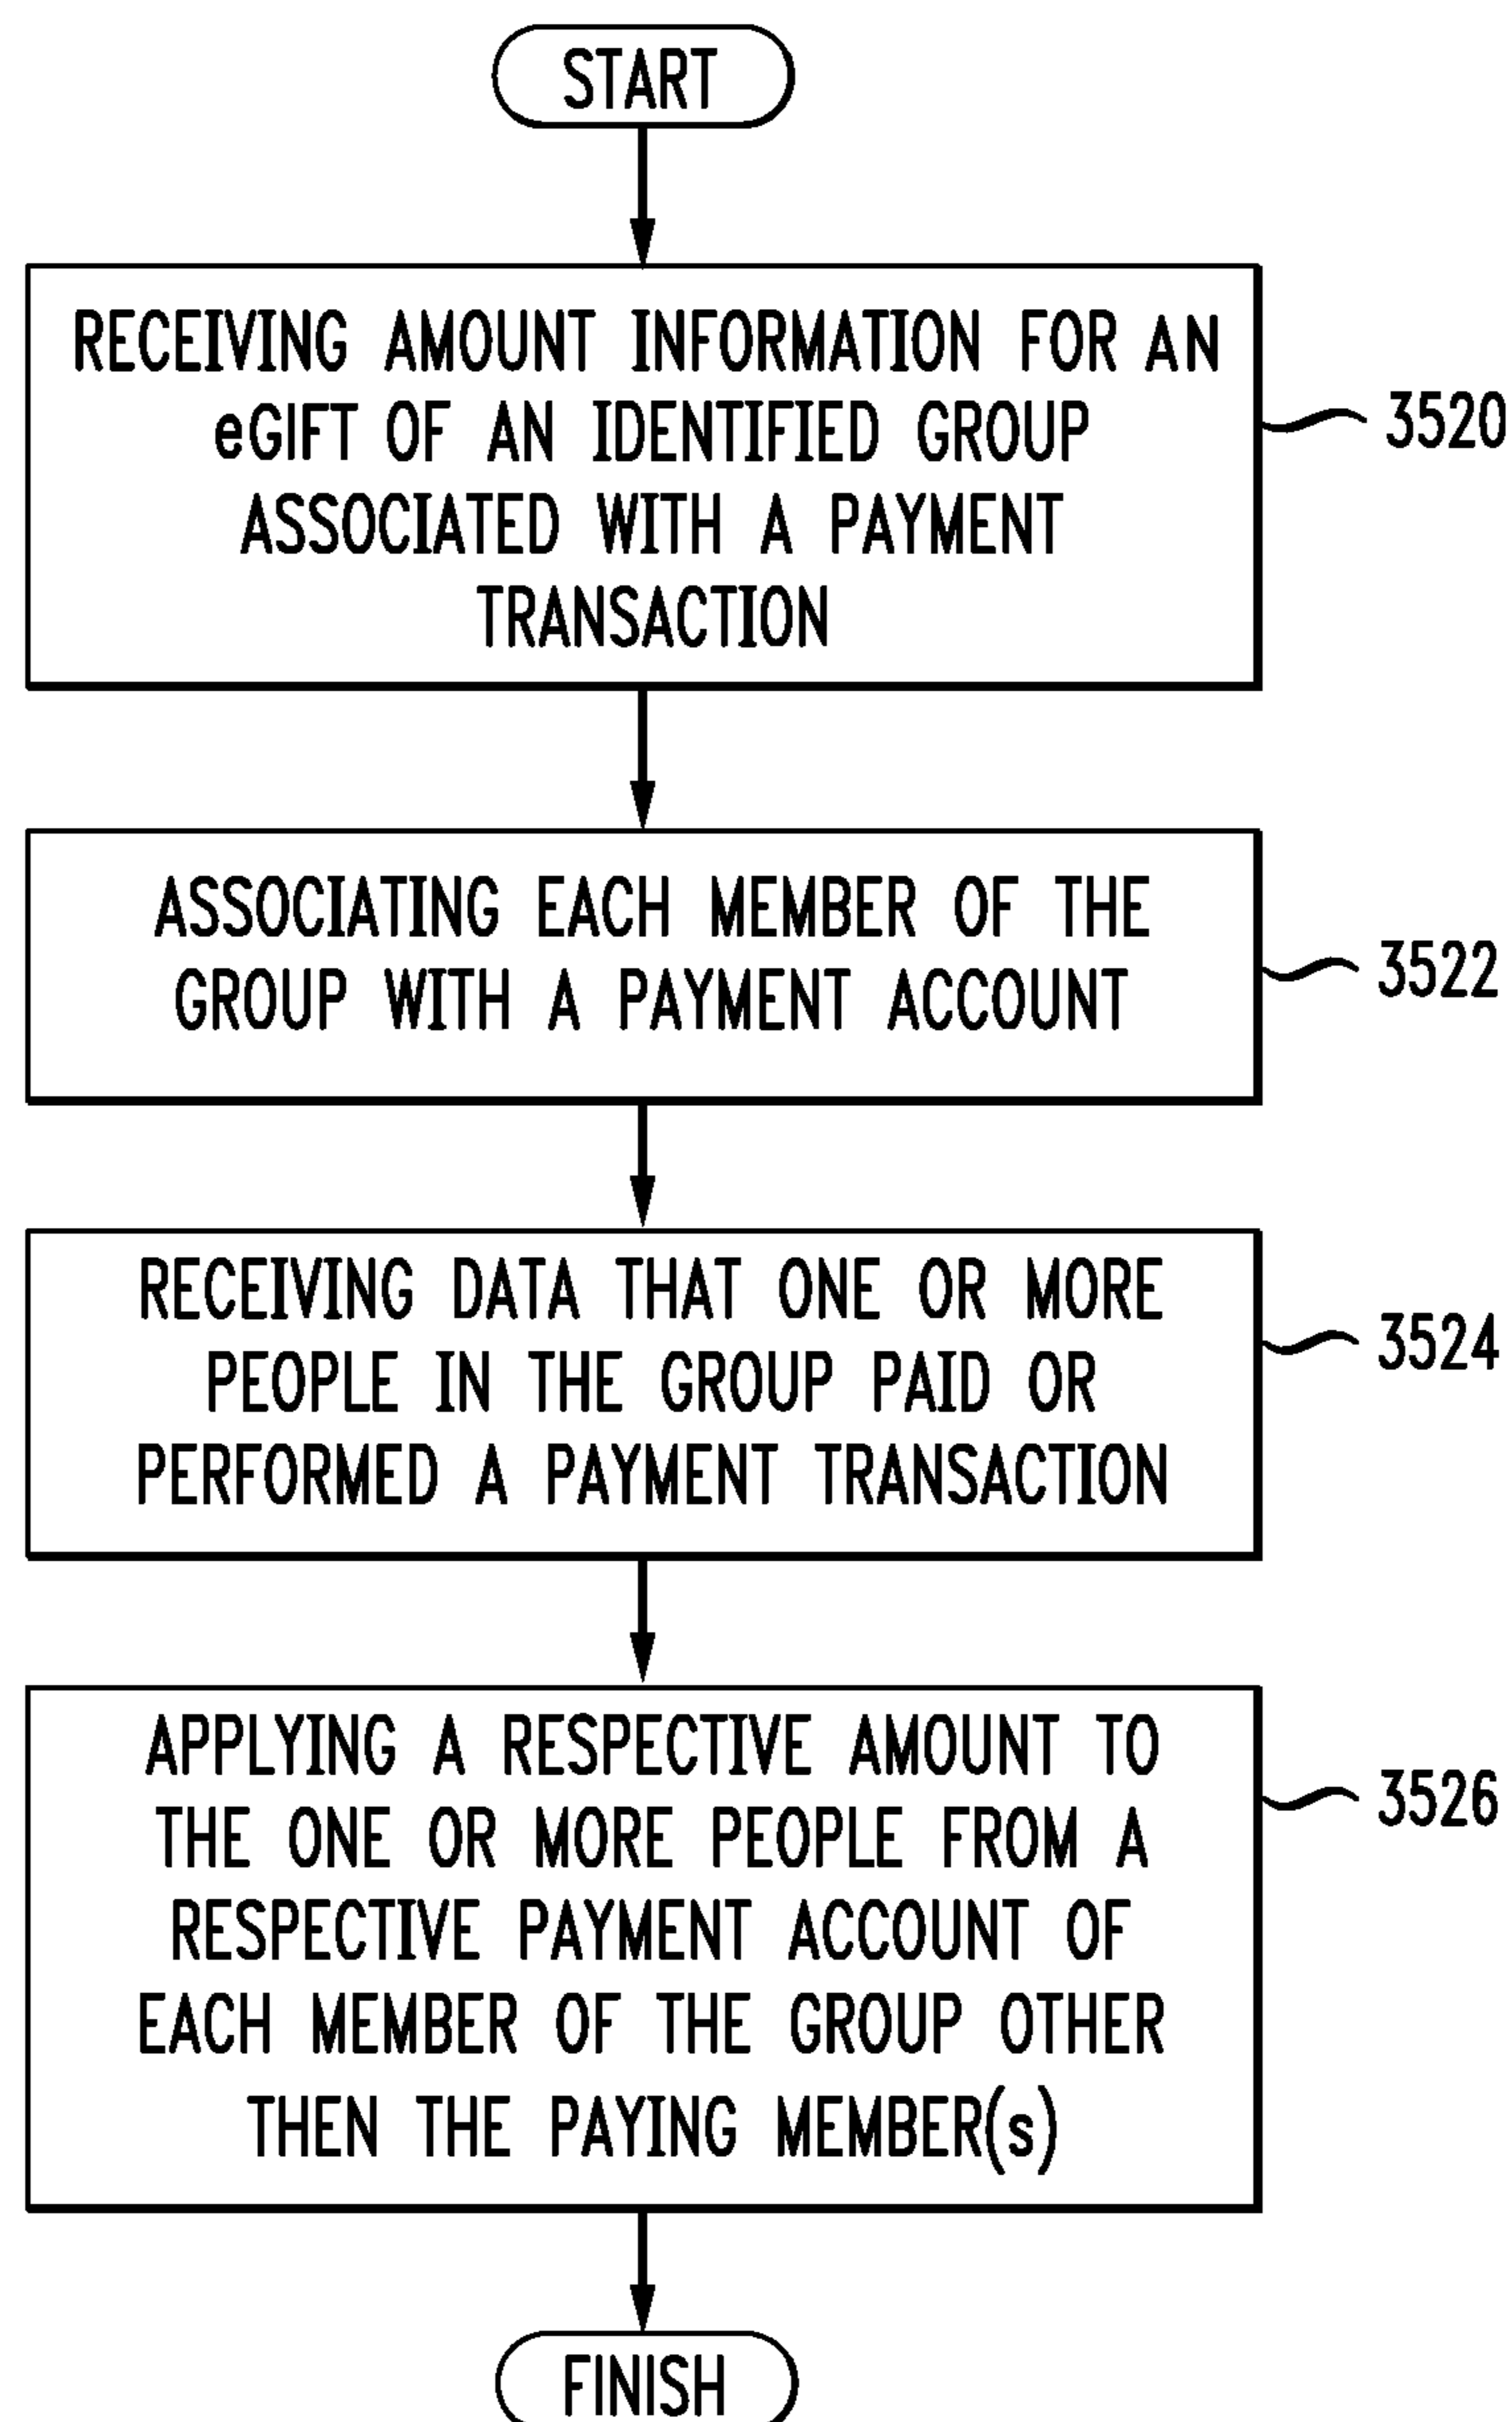 START
RECEIVING AMOUNT INFORMATION FOR AN
eGIFT OF AN IDENTIFIED GROUP
ASSOCIATED WITH A PAYMENT
TRANSACTION
3520
ASSOCIATING EACH MEMBER OF THE
GROUP WITH A PAYMENT ACCOUNT
3522
RECEIVING DATA THAT ONE OR MORE
PEOPLE IN THE GROUP PAID OR
PERFORMED A PAYMENT TRANSACTION
3524
APPLYING A RESPECTIVE AMOUNT TO
THE ONE OR MORE PEOPLE FROM A
RESPECTIVE PAYMENT ACCOUNT OF
EACH MEMBER OF THE GROUP OTHER
THEN THE PAYING MEMBER(s)
3526
FINISH